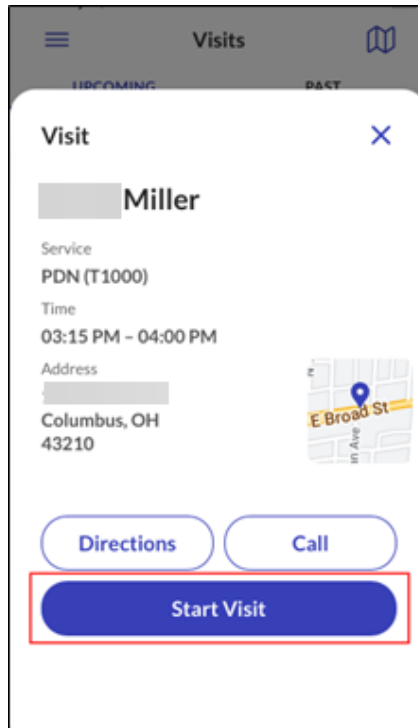 Visits
UPCOMING PAST
Visit
Miller
Service
PDN (T1000)
Time
03:15 PM – 04:00 PM
Address
Columbus, OH
43210
E Broad St
Ave
Directions
Call
Start Visit